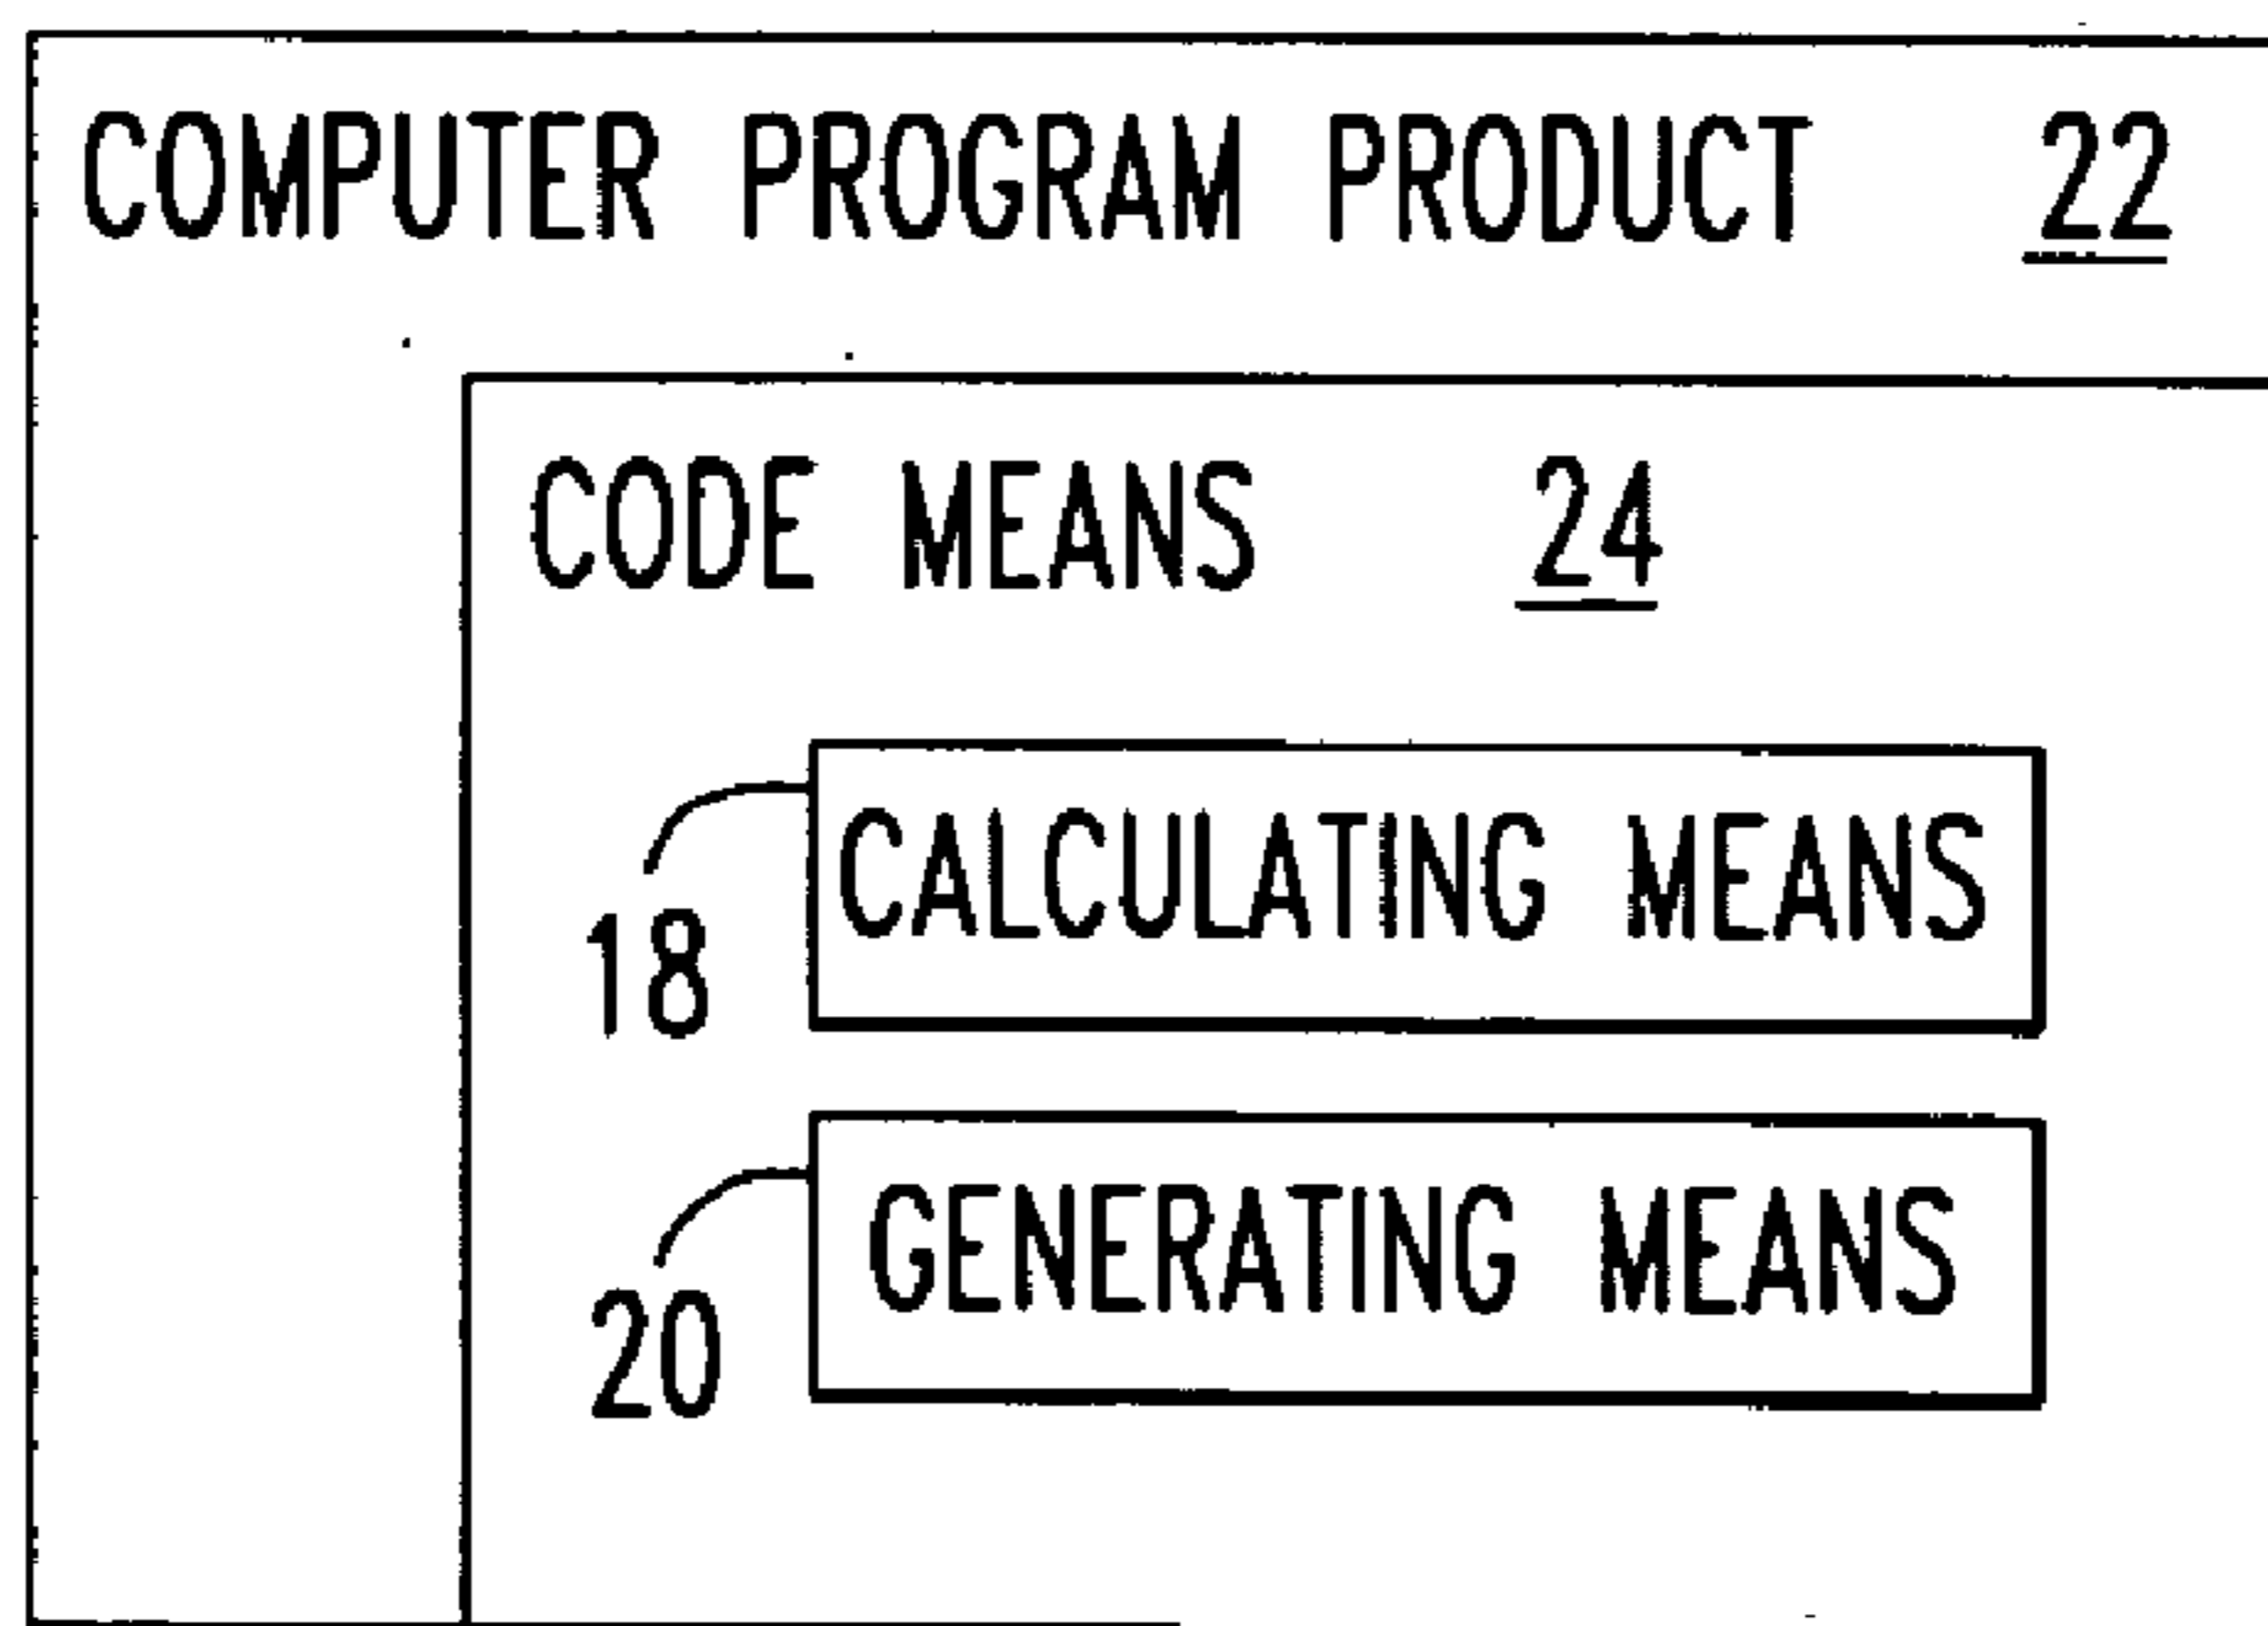 COMPUTER PROGRAM PRODUCT 22
CODE MEANS 24
CALCULATING MEANS
18
GENERATING MEANS
20